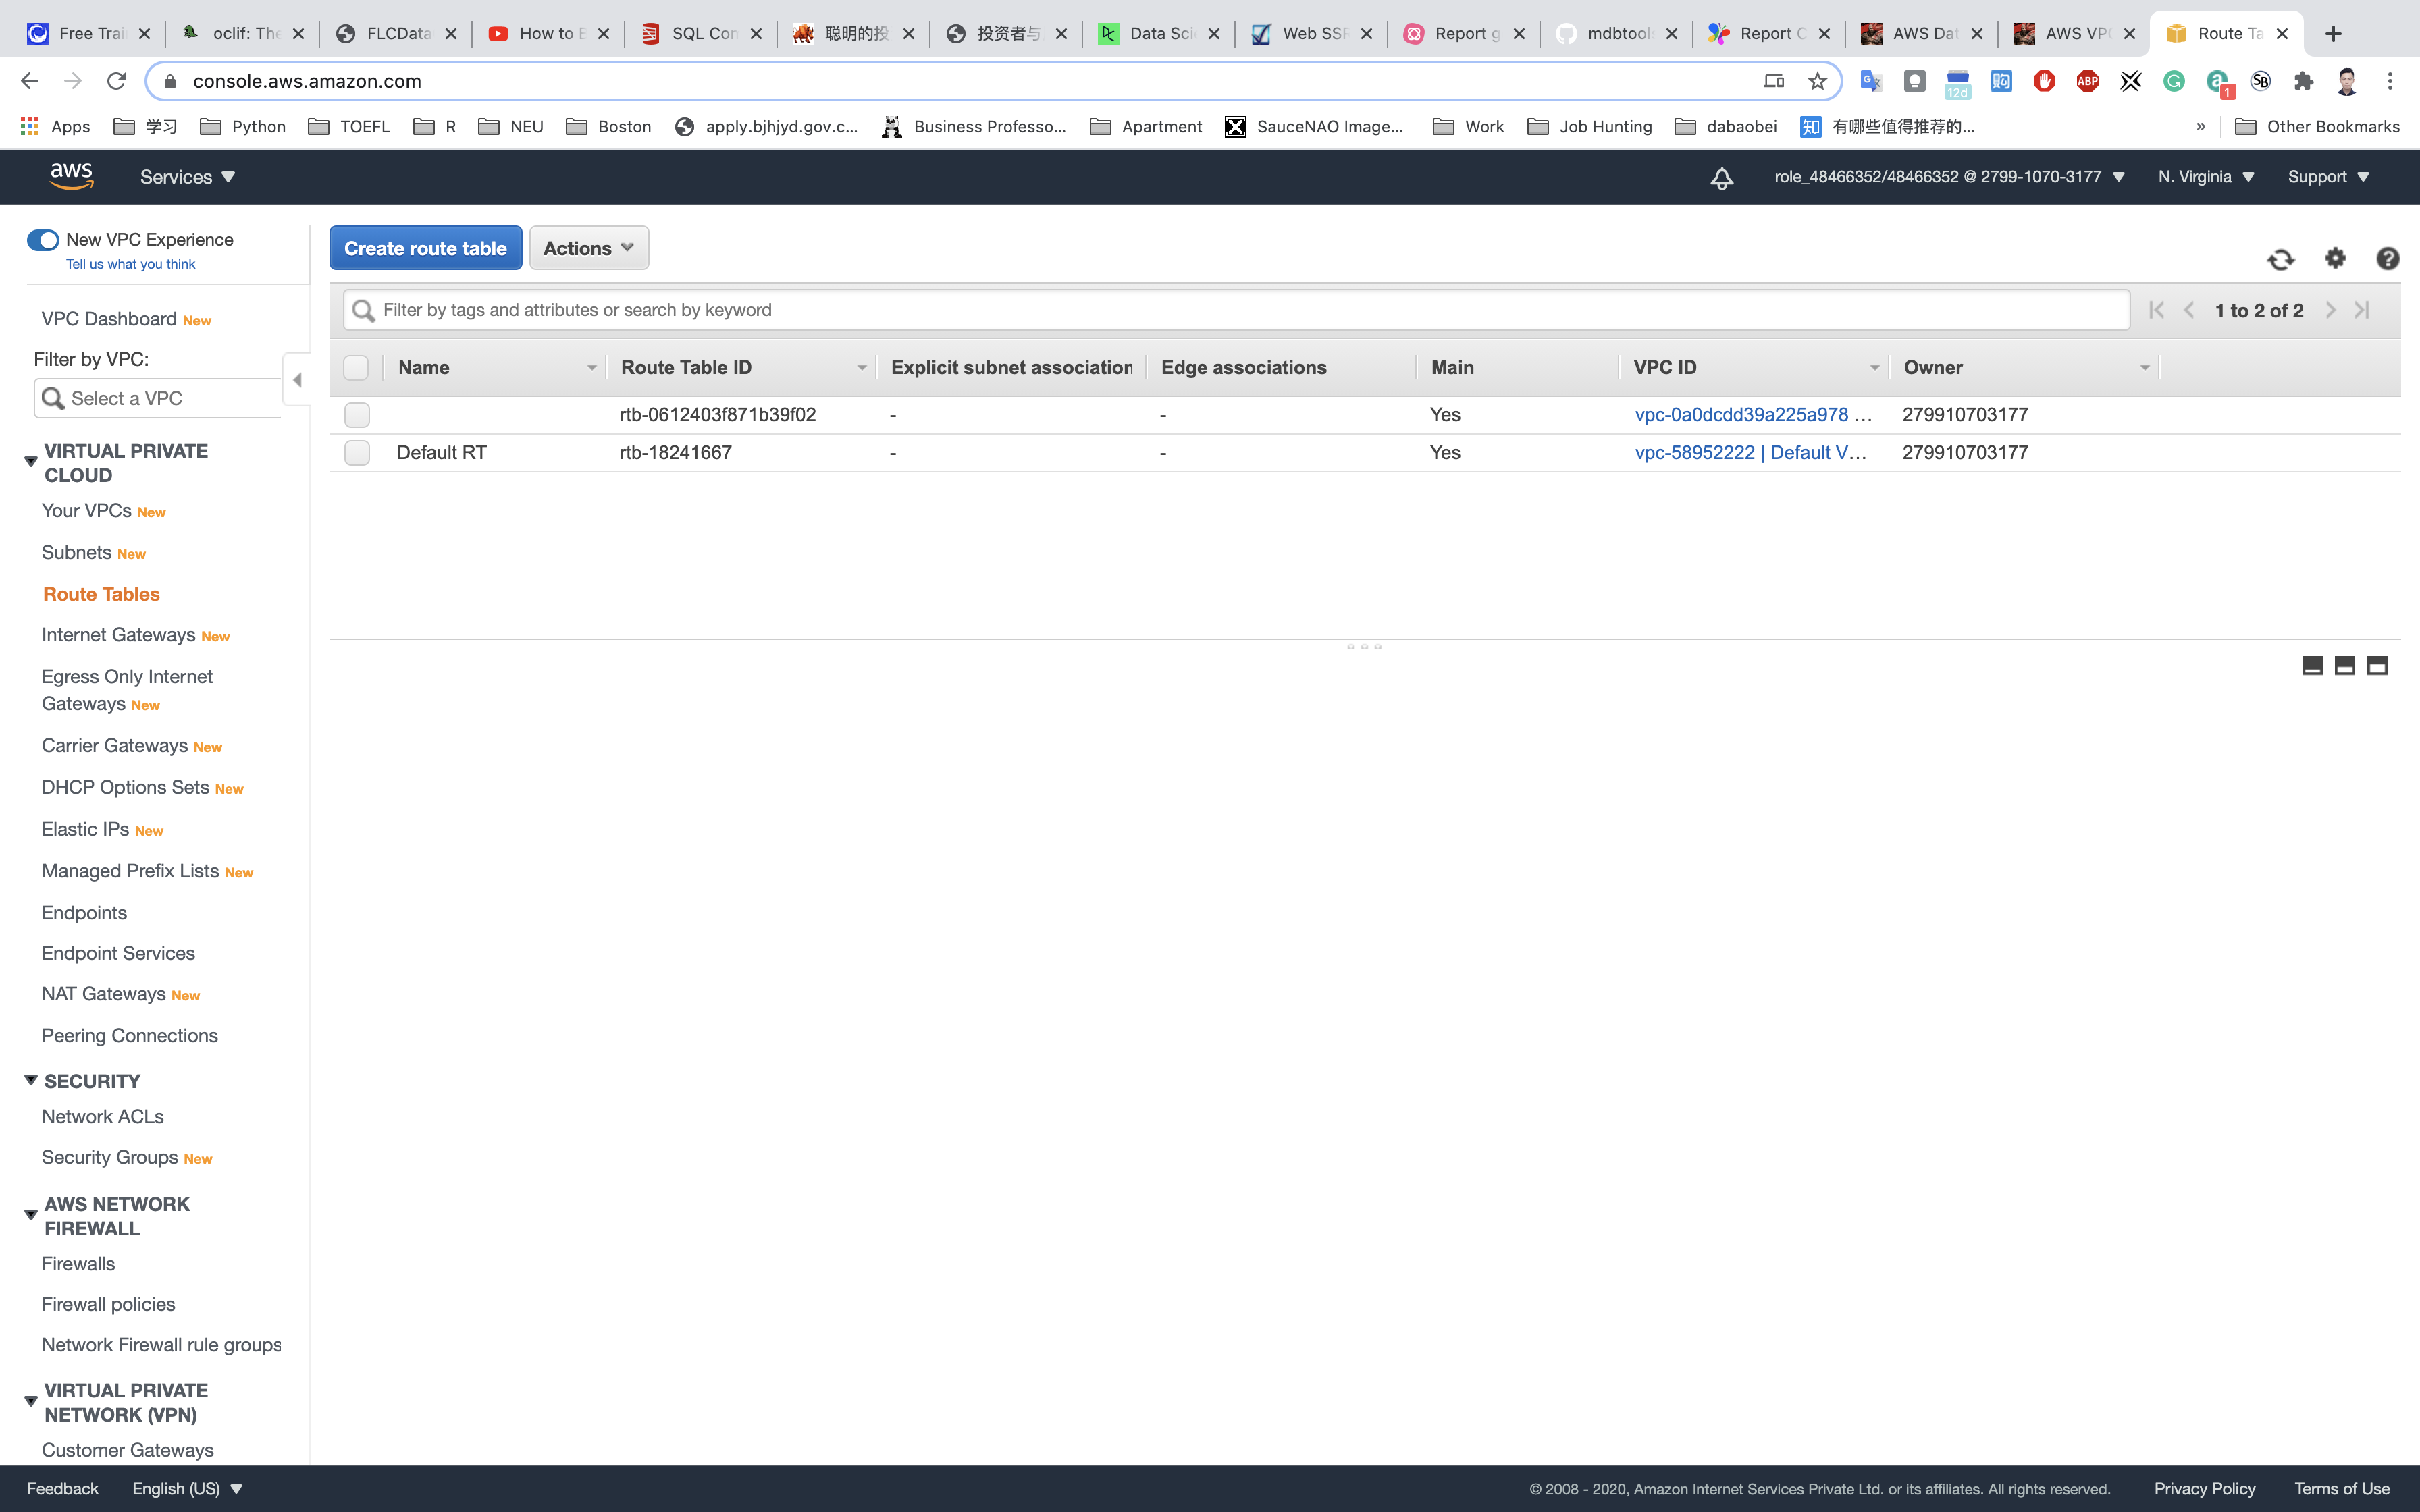 Free Trai
oclif: The
FLCData
How to E
SQL Con
聪明的投
投资者与
Data Sci
Web SSR
Report g
mdbtools
Report C
AWS Dat
AWS VPC
Route Ta
console.aws.amazon.com
12d
ABP
1
Apps
学习
Python
TOEFL
R
NEU
Boston
apply.bjhjyd.gov.c...
Business Professo...
Apartment
SauceNAO Image...
Work
Job Hunting
dabaobei
知 有哪些值得推荐的...
»
Other Bookmarks
aws
Services
role_48466352/48466352 @ 2799-1070-3177
N. Virginia
Support
New VPC Experience
Tell us what you think
VPC Dashboard New
Filter by VPC:
Select a VPC
VIRTUAL PRIVATE
CLOUD
Your VPCs New
Subnets New
Route Tables
Internet Gateways New
Egress Only Internet
Gateways New
Carrier Gateways New
DHCP Options Sets New
Elastic IPs New
Managed Prefix Lists New
Endpoints
Endpoint Services
NAT Gateways New
Peering Connections
SECURITY
Network ACLs
Security Groups New
AWS NETWORK
FIREWALL
Firewalls
Firewall policies
Network Firewall rule groups
VIRTUAL PRIVATE
NETWORK (VPN)
Customer Gateways
Create route table
Actions
Filter by tags and attributes or search by keyword
1 to 2 of 2
Name Route Table ID Explicit subnet association Edge associations Main VPC ID Owner
rtb-0612403f871b39f02 - - Yes vpc-0a0dcdd39a225a978 ... 279910703177
Default RT rtb-18241667 - - Yes vpc-58952222 | Default V... 279910703177
Feedback
English (US)
© 2008 - 2020, Amazon Internet Services Private Ltd. or its affiliates. All rights reserved.
Privacy Policy
Terms of Use